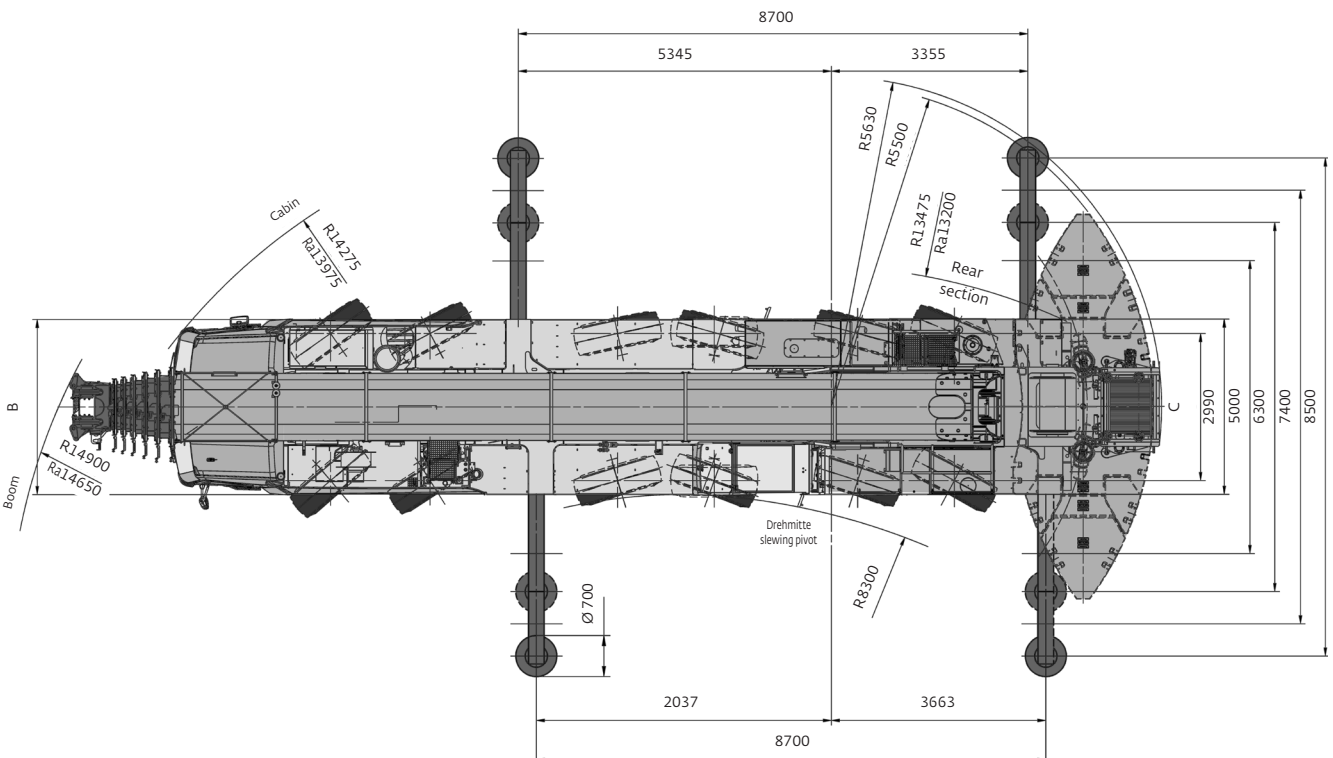 8700
5345
3355
R5630
R5500
R13475
Ra13200
Rear
section
Cabin
R14275
Ra13975
B
R14900
Ra14650
Boom
C
2990
5000
6300
7400
8500
Drehmitte
slewing pivot
R8300
Ø 700
2037
3663
8700